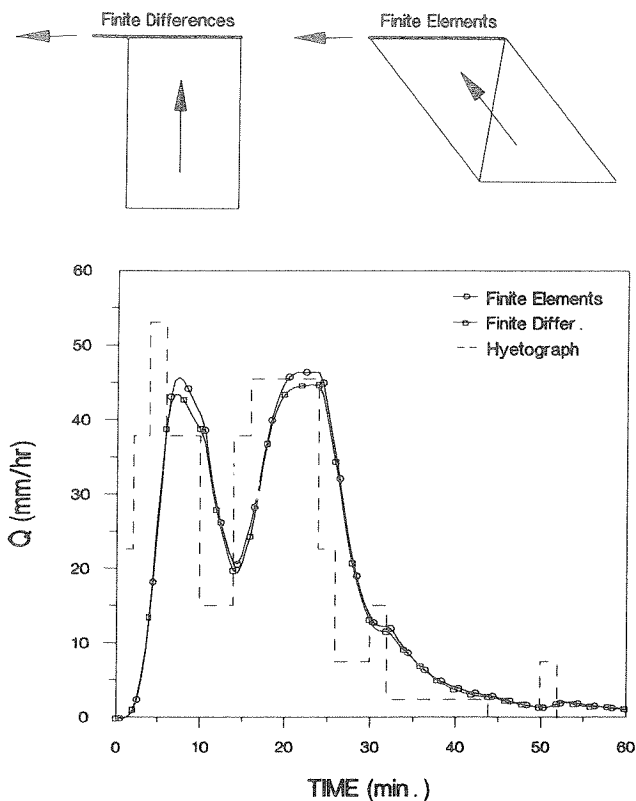 Finite Differences
Finite Elements
60
50
40
30
20
10
0
Q (mm/hr)
Finite Elements
Finite Differ .
Hyetograph
0
10
20
30
40
50
60
TIME (min . )